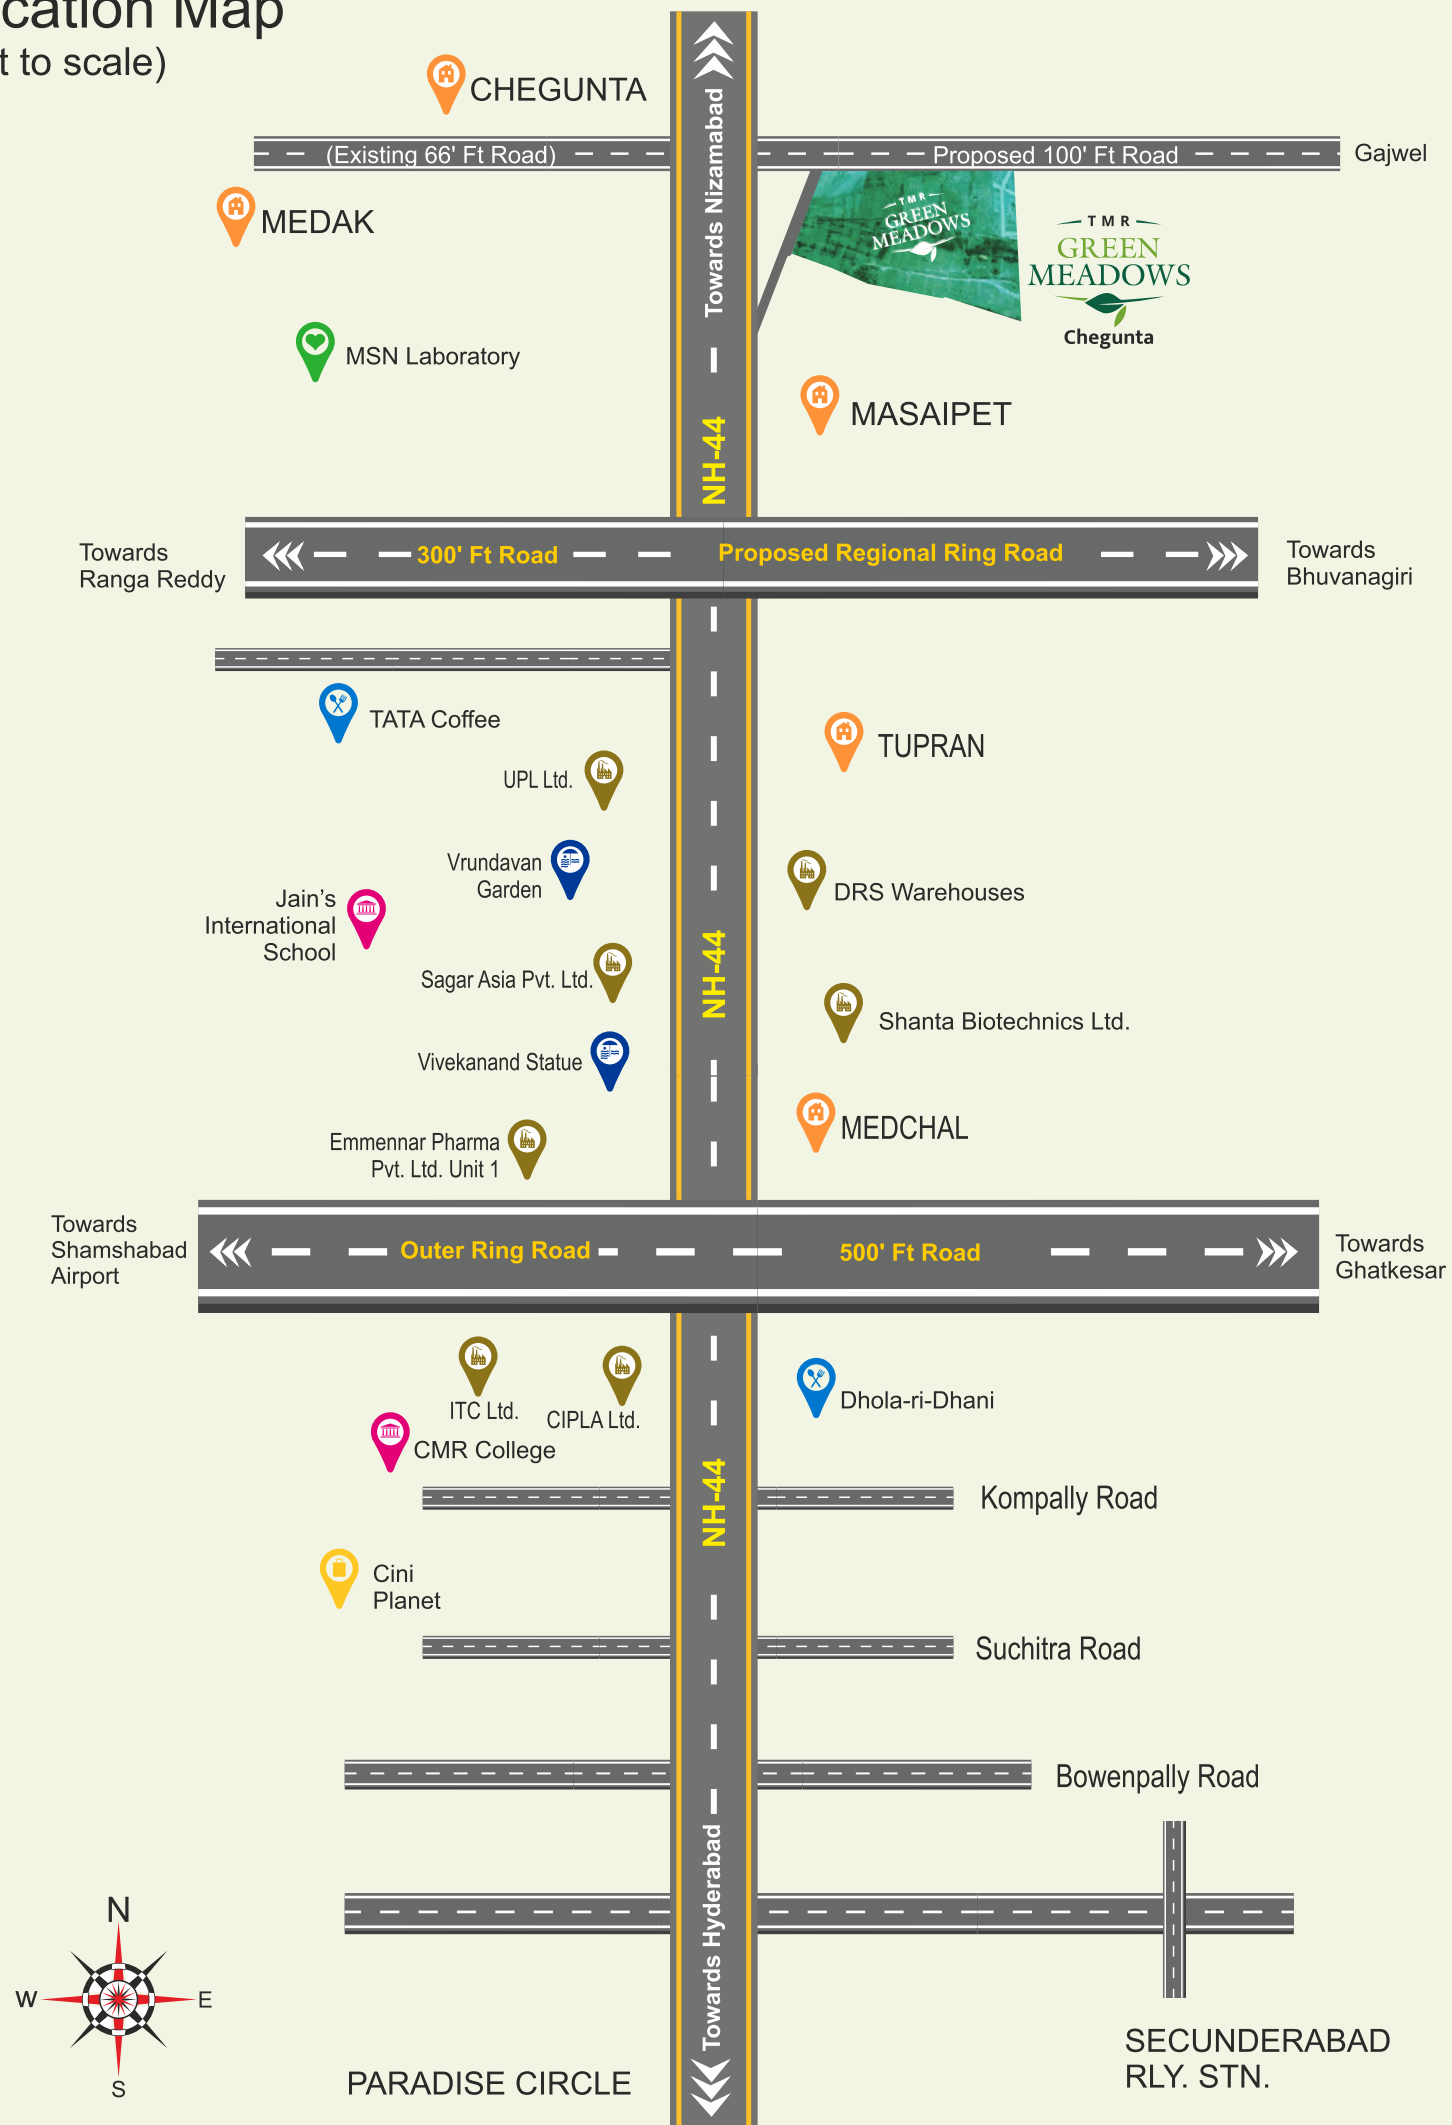 cation Map
t to scale)
CHEGUNTA
(Existing 66' Ft Road)
Proposed 100' Ft Road
Gajwel
Towards Nizamabad
MEDAK
TMR
GREEN
MEADOWS
TMR
GREEN
MEADOWS
Chegunta
MSN Laboratory
MASAIPET
NH-44
Towards
Ranga Reddy
300' Ft Road
Proposed Regional Ring Road
Towards
Bhuvanagiri
TATA Coffee
TUPRAN
UPL Ltd.
Vrundavan
Garden
DRS Warehouses
Jain's
International
School
NH-44
Sagar Asia Pvt. Ltd.
Shanta Biotechnics Ltd.
Vivekanand Statue
MEDCHAL
Emmennar Pharma
Pvt. Ltd. Unit 1
Towards
Shamshabad
Airport
Outer Ring Road
500' Ft Road
Towards
Ghatkesar
ITC Ltd.
CIPLA Ltd.
Dhola-ri-Dhani
CMR College
NH-44
Kompally Road
Cini
Planet
Suchitra Road
Bowenpally Road
Towards Hyderabad
N
W
E
S
SECUNDERABAD
RLY. STN.
PARADISE CIRCLE